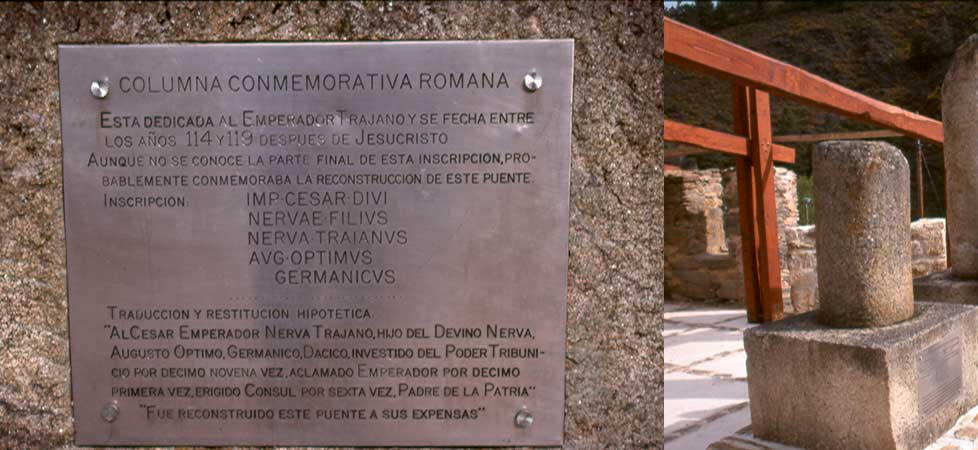 COLUMNA CONMEMORATIVA ROMANA
ESTA DEDICADA AL EMPERADOR TRAJANO Y SE FECHA ENTRE
LOS AÑOS 114 Y 119 DESPUES DE JESUCRISTO
AUNQUE NO SE CONOCE LA PARTE FINAL DE ESTA INSCRIPCION, PRO-
BABLEMENTE CONMEMORABA LA RECONSTRUCCION DE ESTE PUENTE.
INSCRIPCION: IMP·CESAR·DIVI
NERVAE·FILIVS
NERVA·TRAIANVS
AVG·OPTIMVS
GERMANICVS
TRADUCCION Y RESTITUCION HIPOTETICA:
"AL CESAR EMPERADOR NERVA TRAJANO, HIJO DEL DEVINO NERVA,
AUGUSTO OPTIMO, GERMANICO, DACICO, INVESTIDO DEL PODER TRIBUNI-
CIO POR DECIMO NOVENA VEZ, ACLAMADO EMPERADOR POR DECIMO
PRIMERA VEZ, ERIGIDO CONSUL POR SEXTA VEZ, PADRE DE LA PATRIA"
"FUE RECONSTRUIDO ESTE PUENTE A SUS EXPENSAS"